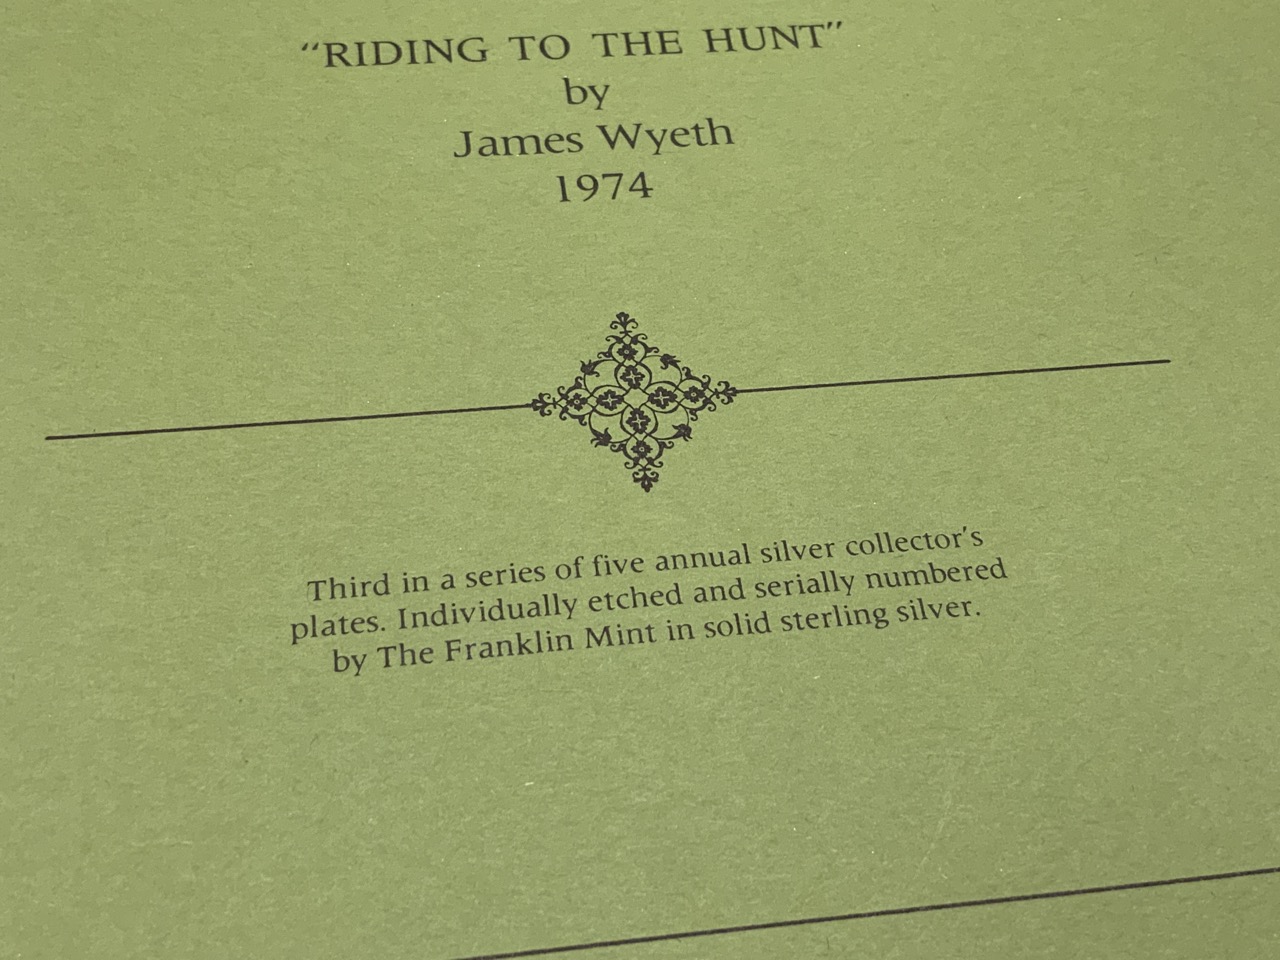 “RIDING TO THE HUNT”
by
James Wyeth
1974
Third in a series of five annual silver collector's
plates. Individually etched and serially numbered
by The Franklin Mint in solid sterling silver.